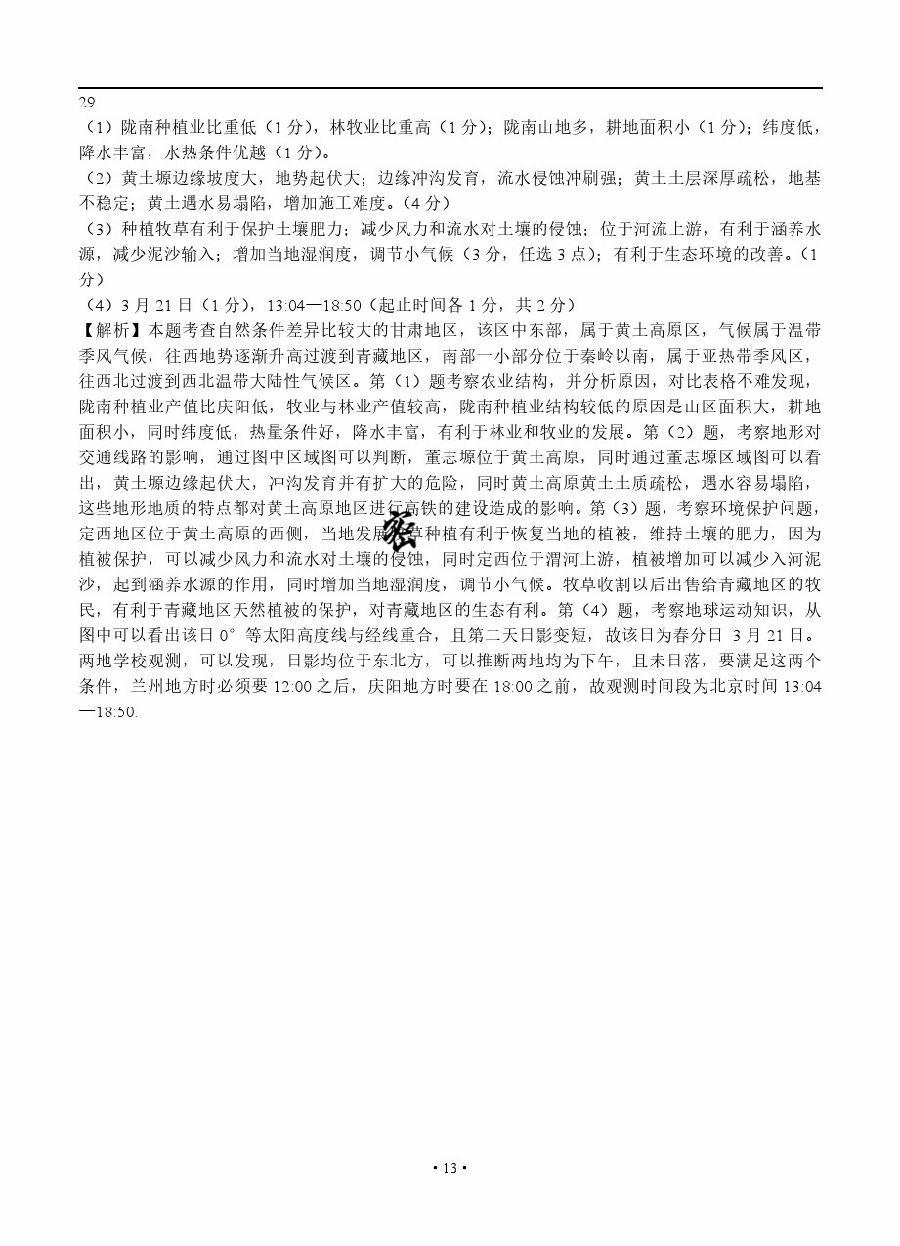 29
（1）陇南种植业比重低（1 分），林牧业比重高（1 分）；陇南山地多，耕地面积小（1 分）；纬度低，
降水丰富，水热条件优越（1 分）。
（2）黄土塬边缘坡度大，地势起伏大；边缘冲沟发育，流水侵蚀冲刷强；黄土土层深厚疏松，地基
不稳定；黄土遇水易塌陷，增加施工难度。（4 分）
（3）种植牧草有利于保护土壤肥力；减少风力和流水对土壤的侵蚀；位于河流上游，有利于涵养水
源，减少泥沙输入；增加当地湿润度，调节小气候（3 分，任选 3 点）；有利于生态环境的改善。（1
分）
（4）3 月 21 日（1 分），13:04—18:50（起止时间各 1 分，共 2 分）
【解析】本题考查自然条件差异比较大的甘肃地区，该区中东部，属于黄土高原区，气候属于温带
季风气候，往西地势逐渐升高过渡到青藏地区，南部一小部分位于秦岭以南，属于亚热带季风区，
往西北过渡到西北温带大陆性气候区。第（1）题考察农业结构，并分析原因，对比表格不难发现，
陇南种植业产值比庆阳低，牧业与林业产值较高，陇南种植业结构较低的原因是山区面积大，耕地
面积小，同时纬度低，热量条件好，降水丰富，有利于林业和牧业的发展。第（2）题，考察地形对
交通线路的影响，通过图中区域图可以判断，董志塬位于黄土高原，同时通过董志塬区域图可以看
出，黄土塬边缘起伏大，冲沟发育并有扩大的危险，同时黄土高原黄土土质疏松，遇水容易塌陷，
这些地形地质的特点都对黄土高原地区进行高铁的建设造成的影响。第（3）题，考察环境保护问题，
定西地区位于黄土高原的西侧，当地发展草种植有利于恢复当地的植被，维持土壤的肥力，因为
植被保护，可以减少风力和流水对土壤的侵蚀，同时定西位于渭河上游，植被增加可以减少入河泥
沙，起到涵养水源的作用，同时增加当地湿润度，调节小气候。牧草收割以后出售给青藏地区的牧
民，有利于青藏地区天然植被的保护，对青藏地区的生态有利。第（4）题，考察地球运动知识，从
图中可以看出该日 0°等太阳高度线与经线重合，且第二天日影变短，故该日为春分日 3 月 21 日。
两地学校观测，可以发现，日影均位于东北方，可以推断两地均为下午，且未日落，要满足这两个
条件，兰州地方时必须要 12:00 之后，庆阳地方时要在 18:00 之前，故观测时间段为北京时间 13:04
—18:50.
· 13 ·